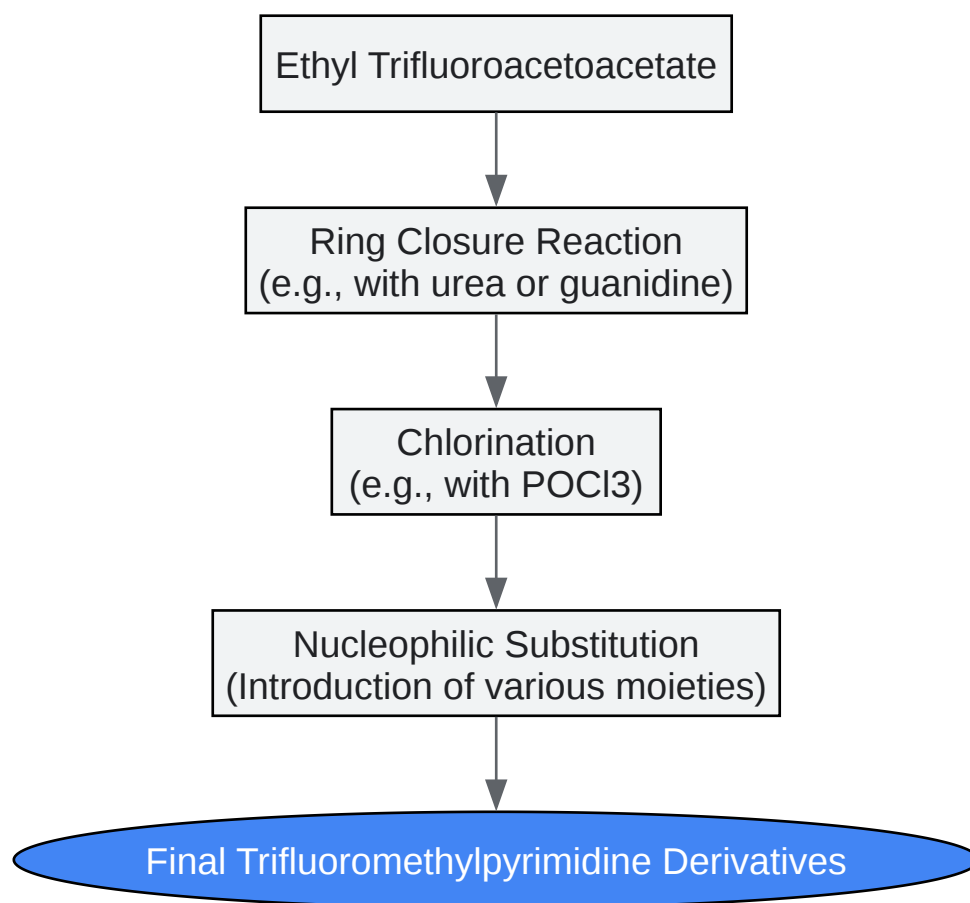 Ethyl Trifluoroacetoacetate
Ring Closure Reaction
(e.g., with urea or guanidine)
Chlorination
(e.g., with POCl3)
Nucleophilic Substitution
(Introduction of various moieties)
Final Trifluoromethylpyrimidine Derivatives